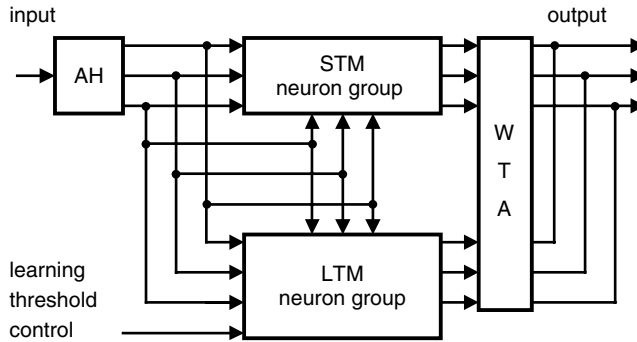 input
output
AH
STM
neuron group
W
T
A
LTM
neuron group
learning
threshold
control